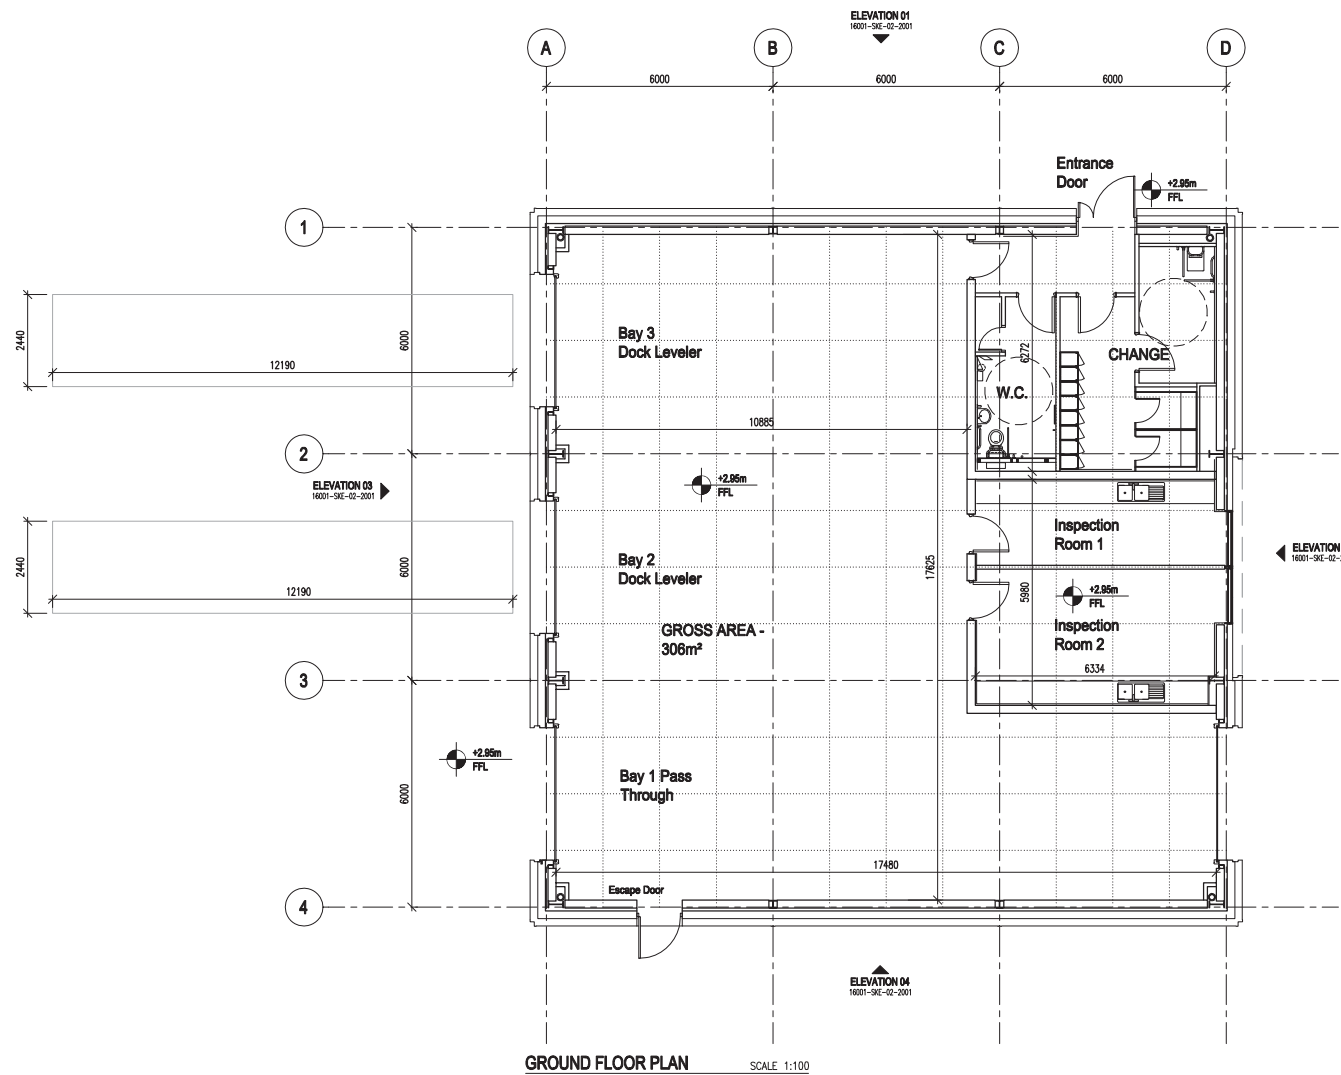 ELEVATION 01
16001-SKE-02-2001
A
B
C
D
6000
6000
6000
Entrance
Door
+2.95m
FFL
1
2440
12190
6000
Bay 3
Dock Leveler
6272
CHANGE
W.C.
10885
2
ELEVATION 03
16001-SKE-02-2001
+2.95m
FFL
Inspection
Room 1
ELEVATION
16001-SKE-02-
2440
12190
6000
Bay 2
Dock Leveler
17625
5980
+2.95m
FFL
GROSS AREA -
306m²
Inspection
Room 2
6334
3
+2.95m
FFL
6000
Bay 1 Pass
Through
17480
Escape Door
4
ELEVATION 04
16001-SKE-02-2001
GROUND FLOOR PLAN
SCALE 1:100